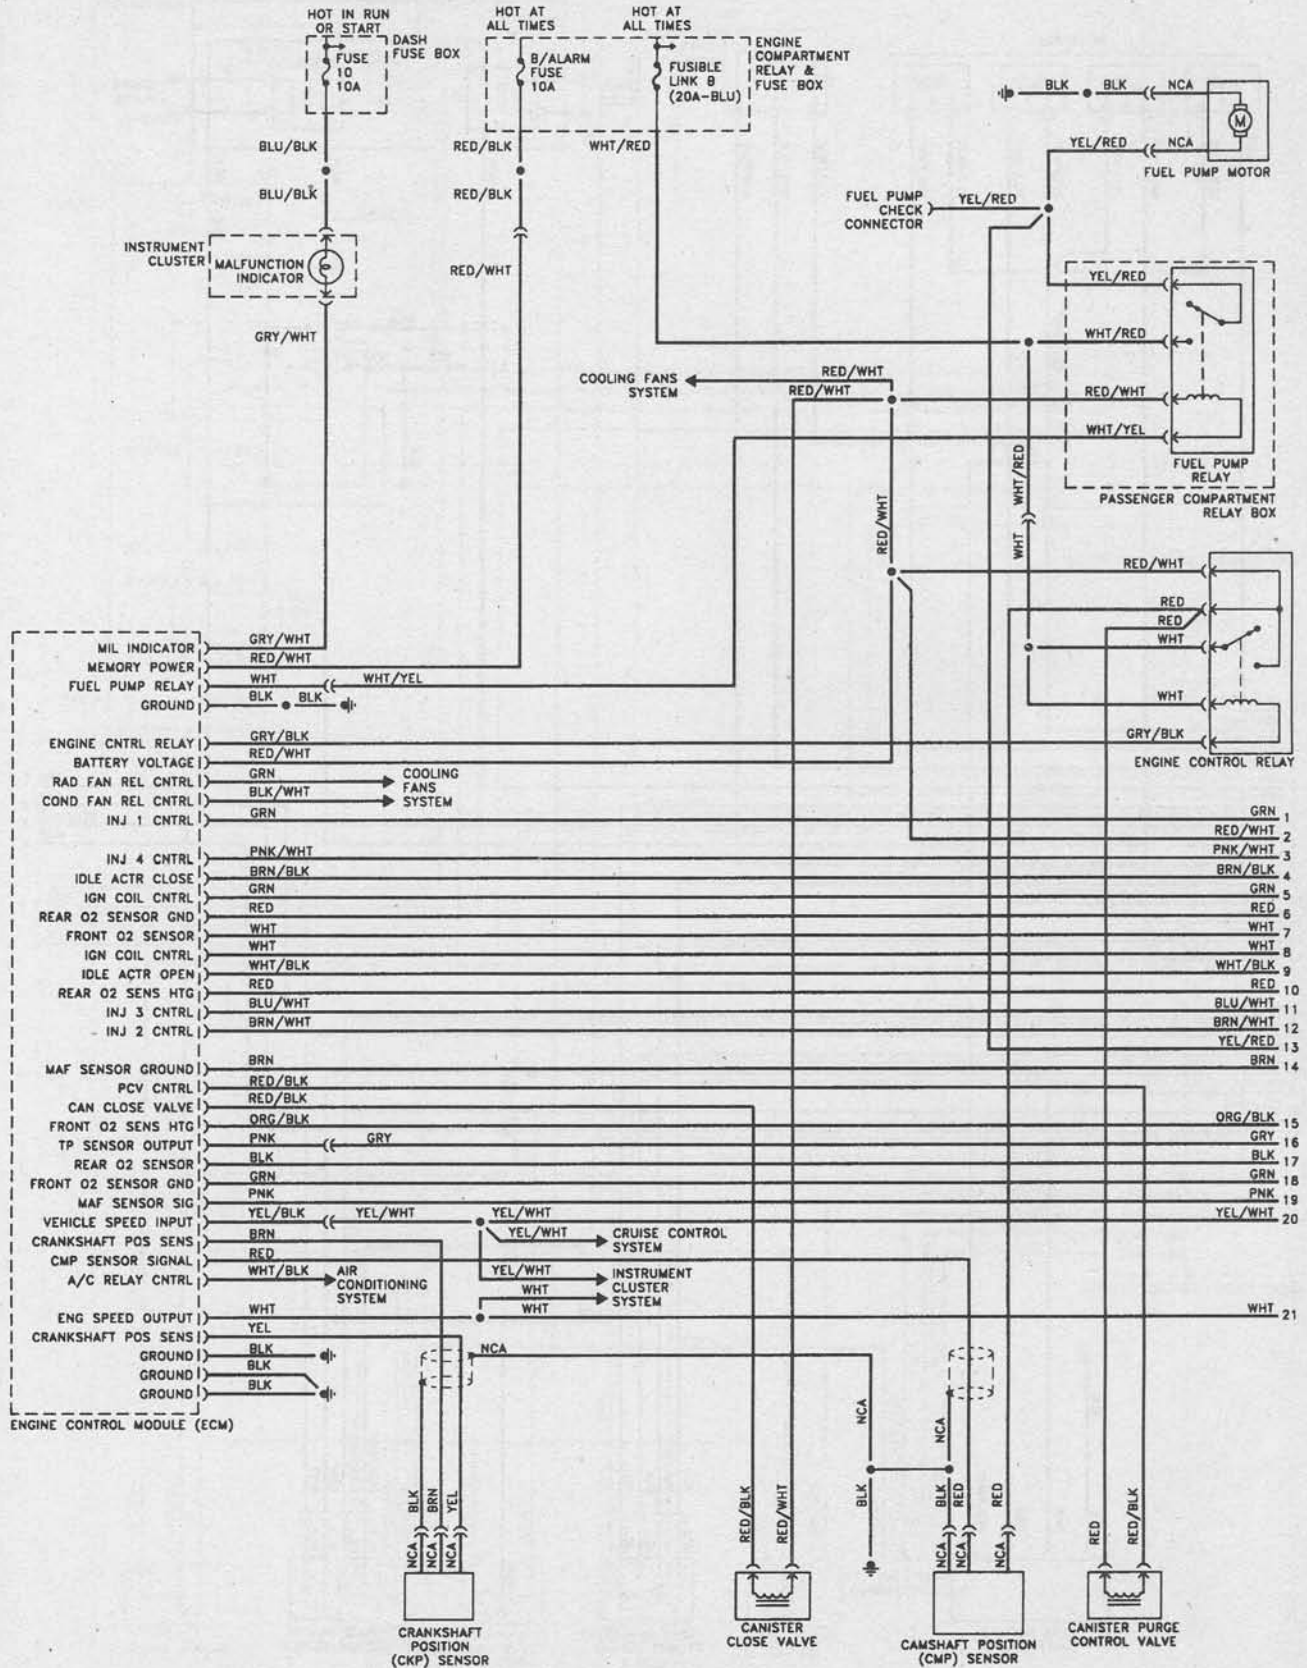 HOT IN RUN
OR START
DASH
FUSE BOX
FUSE
10
10A
HOT AT
ALL TIMES
B/ALARM
FUSE
10A
HOT AT
ALL TIMES
FUSIBLE
LINK B
(20A-BLU)
ENGINE
COMPARTMENT
RELAY &
FUSE BOX
BLU/BLK
BLU/BLK
RED/BLK
RED/BLK
WHT/RED
BLK
BLK
NCA
M
YEL/RED
NCA
FUEL PUMP MOTOR
FUEL PUMP
CHECK
CONNECTOR
YEL/RED
INSTRUMENT
CLUSTER
MALFUNCTION
INDICATOR
RED/WHT
GRY/WHT
YEL/RED
WHT/RED
RED/WHT
WHT/YEL
FUEL PUMP
RELAY
PASSENGER COMPARTMENT
RELAY BOX
COOLING FANS
SYSTEM
RED/WHT
RED/WHT
RED/WHT
WHT/RED
WHT
RED/WHT
RED
RED
WHT
WHT
GRY/BLK
ENGINE CONTROL RELAY
MIL INDICATOR GRY/WHT
MEMORY POWER RED/WHT
FUEL PUMP RELAY WHT WHT/YEL
GROUND BLK BLK
ENGINE CNTRL RELAY GRY/BLK
BATTERY VOLTAGE RED/WHT
RAD FAN REL CNTRL GRN
COND FAN REL CNTRL BLK/WHT
COOLING
FANS
SYSTEM
INJ 1 CNTRL GRN GRN 1
RED/WHT 2
INJ 4 CNTRL PNK/WHT PNK/WHT 3
IDLE ACTR CLOSE BRN/BLK BRN/BLK 4
IGN COIL CNTRL GRN GRN 5
REAR O2 SENSOR GND RED RED 6
FRONT O2 SENSOR WHT WHT 7
IGN COIL CNTRL WHT WHT 8
IDLE ACTR OPEN WHT/BLK WHT/BLK 9
REAR O2 SENS HTG RED RED 10
INJ 3 CNTRL BLU/WHT BLU/WHT 11
INJ 2 CNTRL BRN/WHT BRN/WHT 12
YEL/RED 13
MAF SENSOR GROUND BRN BRN 14
PCV CNTRL RED/BLK
CAN CLOSE VALVE RED/BLK
FRONT O2 SENS HTG ORG/BLK ORG/BLK 15
TP SENSOR OUTPUT PNK GRY GRY 16
REAR O2 SENSOR BLK BLK 17
FRONT O2 SENSOR GND GRN GRN 18
MAF SENSOR SIG PNK PNK 19
VEHICLE SPEED INPUT YEL/BLK YEL/WHT YEL/WHT YEL/WHT 20
CRANKSHAFT POS SENS BRN
YEL/WHT CRUISE CONTROL
SYSTEM
CMP SENSOR SIGNAL RED
A/C RELAY CNTRL WHT/BLK
AIR
CONDITIONING
SYSTEM
YEL/WHT
WHT
INSTRUMENT
CLUSTER
SYSTEM
ENG SPEED OUTPUT WHT WHT WHT 21
CRANKSHAFT POS SENS YEL
GROUND BLK
GROUND BLK
GROUND BLK
ENGINE CONTROL MODULE (ECM)
NCA
NCA
NCA
BLK
BRN
YEL
NCA
NCA
NCA
RED/BLK
RED/WHT
BLK
BLK
RED
RED
NCA
NCA
NCA
RED
RED/BLK
CRANKSHAFT
POSITION
(CKP) SENSOR
CANISTER
CLOSE VALVE
CAMSHAFT POSITION
(CMP) SENSOR
CANISTER PURGE
CONTROL VALVE